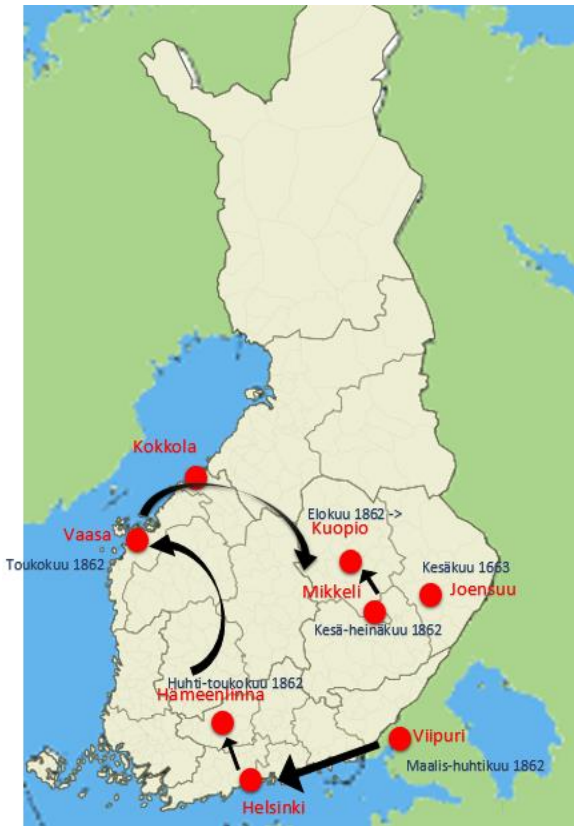 Kokkola
Elokuu 1862 ->
Kuopio
Vaasa
Toukokuu 1862
Kesäkuu 1663
Mikkeli
Joensuu
Kesä-heinäkuu 1862
Huhti-toukokuu 1862
Hämeenlinna
Viipuri
Maalis-huhtikuu 1862
Helsinki